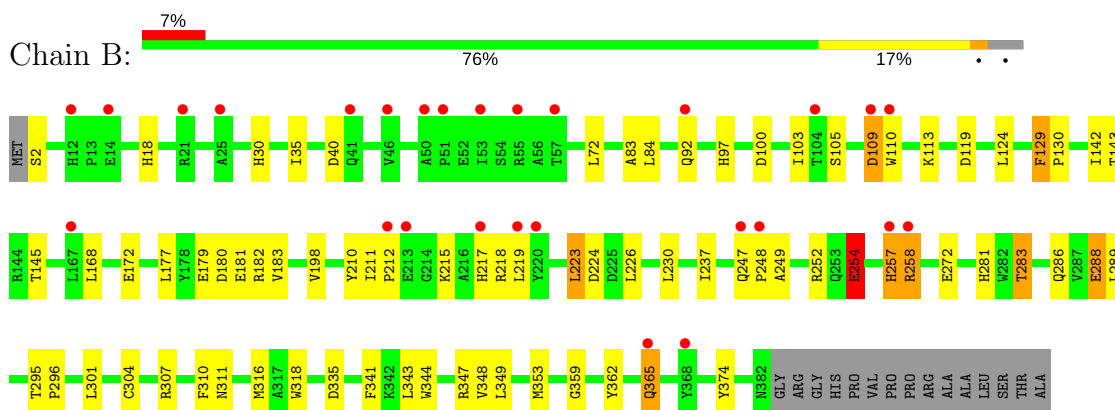 7%
Chain B:
76% 17% • •
MET S2 H12 P13 E14 H18 R21 A25 H30 I35 D40 Q41 V46 A50 P51 E52 I53 S54 R55 A56 T57 L72 A83 L84 Q92 H97 D100 I103 T104 S105 D109 W110 K113 D119 L124 F129 P130 I142
R144 T145 L167 L168 E172 L177 Y178 E179 D180 E181 R182 V183 V198 Y210 I211 P212 E213 G214 K215 A216 H217 R218 L219 Y220 L223 D224 D225 L226 L230 I237 Q247 P248 A249 R252 Q253 E254 H257 R258 E272 H281 W282 T283 Q286 V287 E288
T295 P296 L301 C304 R307 F310 N311 M316 A317 W318 D335 F341 K342 L343 W344 R347 V348 L349 M353 G359 Y362 Q365 Y368 Y374 N382 GLY ARG GLY HIS PRO VAL PRO PRO ARG ALA ALA LEU SER THR ALA